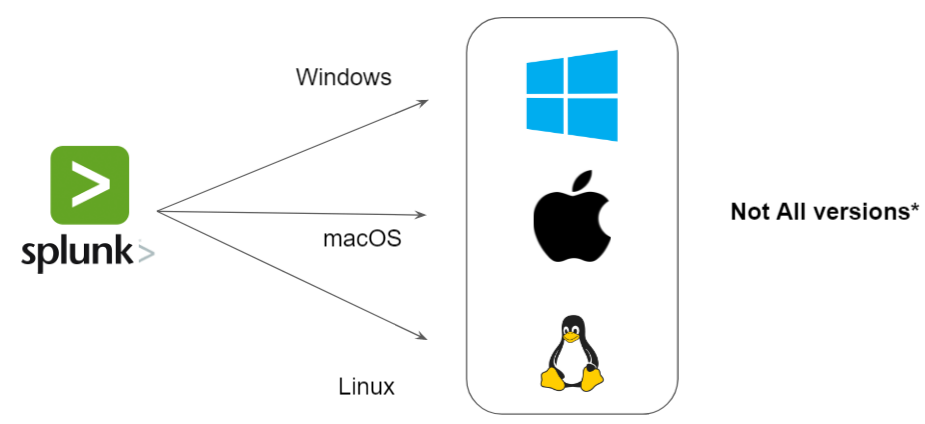 Windows
>
splunk>
macOS
Not All versions*
Linux